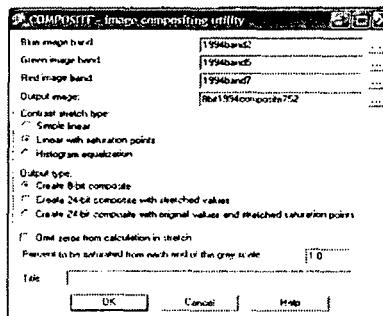 COMPOSITE - Image compositing utility
Blue image band: 1994band2 ...
Green image band: 1994band5 ...
Red image band: 1994band7 ...
Output image: 8bit1994composite752 ...
Contrast stretch type:
Simple linear
Linear with saturation points
Histogram equalization
Output type:
Create 8-bit composite
Create 24-bit composite with stretched values
Create 24-bit composite with original values and stretched saturation points
Omit zeros from calculation in stretch
Percent to be saturated from each end of the grey scale: 1.0
Title:
OK Cancel Help